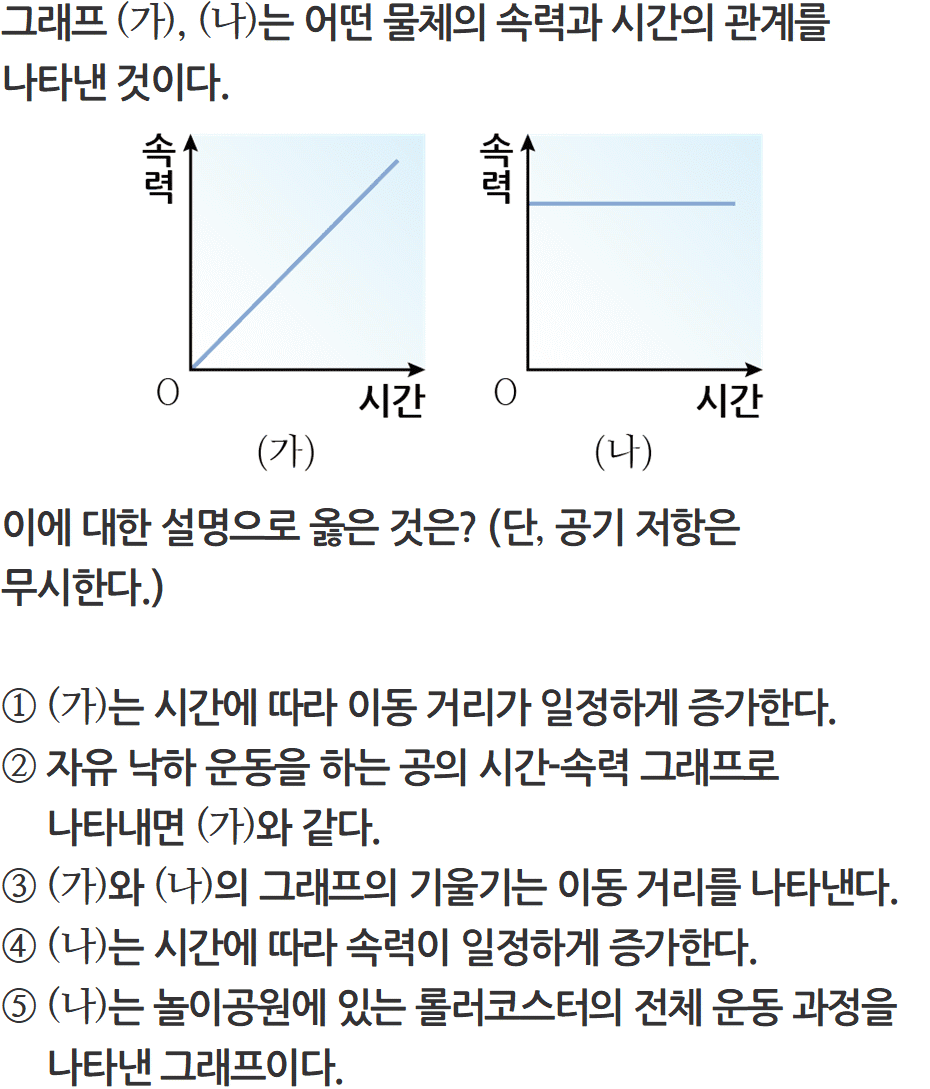 그래프 (가), (나)는 어떤 물체의 속력과 시간의 관계를
나타낸 것이다.
속력
속력
O
시간
O
시간
(가)
(나)
이에 대한 설명으로 옳은 것은? (단, 공기 저항은
무시한다.)
① (가)는 시간에 따라 이동 거리가 일정하게 증가한다.
② 자유 낙하 운동을 하는 공의 시간-속력 그래프로
나타내면 (가)와 같다.
③ (가)와 (나)의 그래프의 기울기는 이동 거리를 나타낸다.
④ (나)는 시간에 따라 속력이 일정하게 증가한다.
⑤ (나)는 놀이공원에 있는 롤러코스터의 전체 운동 과정을
나타낸 그래프이다.